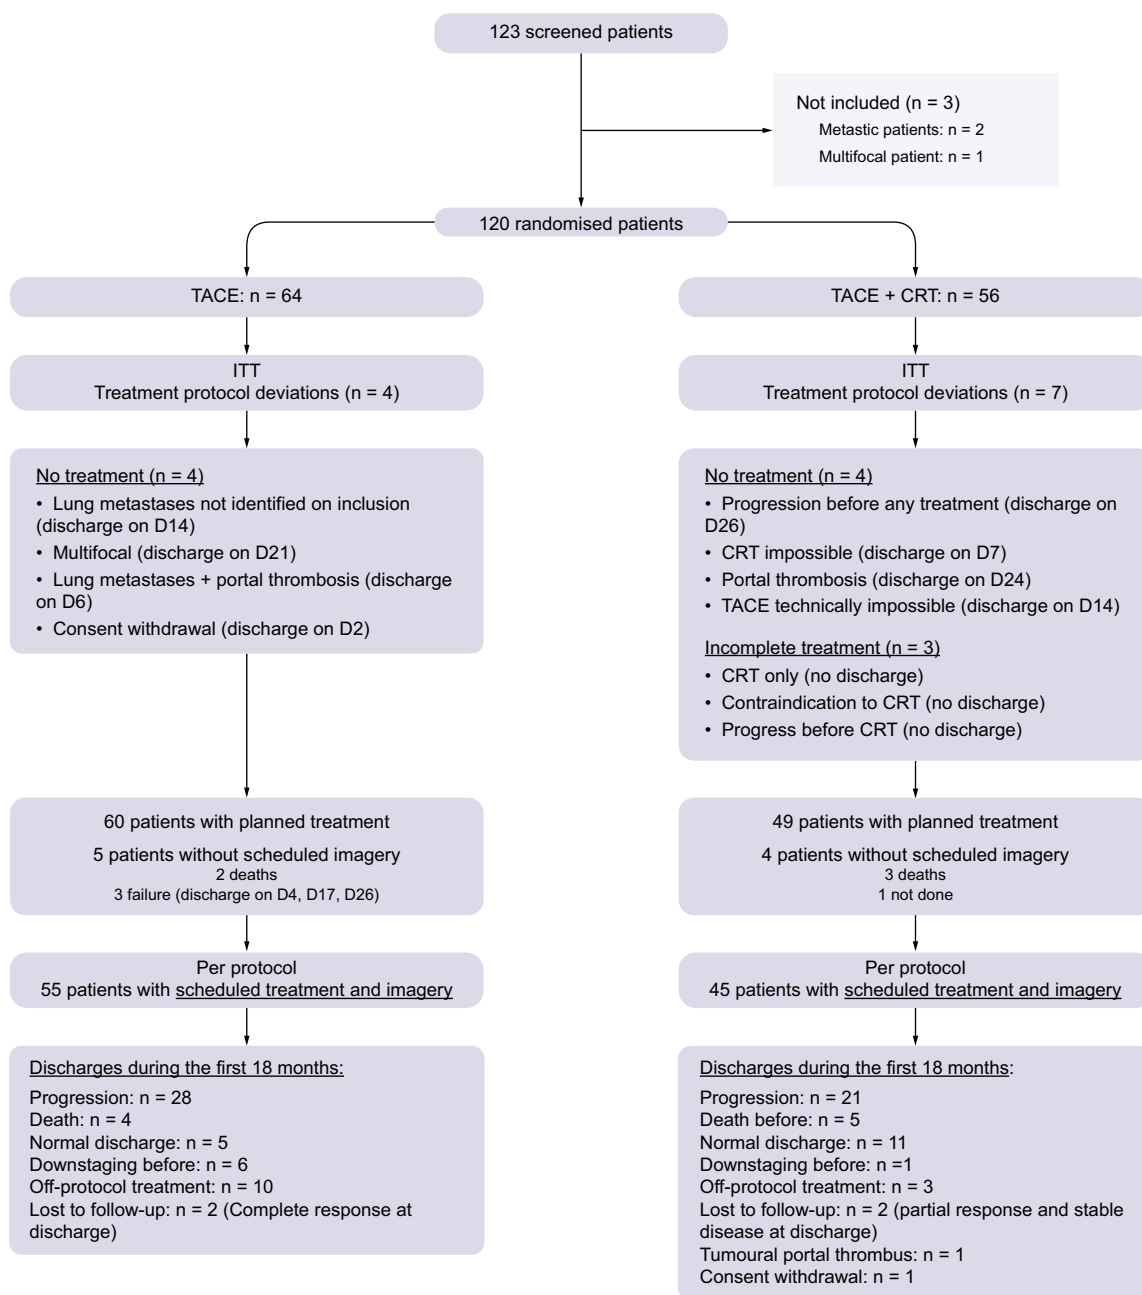 123 screened patients
Not included (n = 3)
Metastic patients: n = 2
Multifocal patient: n = 1
120 randomised patients
TACE: n = 64
ITT
Treatment protocol deviations (n = 4)
No treatment (n = 4)
• Lung metastases not identified on inclusion
(discharge on D14)
• Multifocal (discharge on D21)
• Lung metastases + portal thrombosis (discharge
on D6)
• Consent withdrawal (discharge on D2)
60 patients with planned treatment
5 patients without scheduled imagery
2 deaths
3 failure (discharge on D4, D17, D26)
Per protocol
55 patients with scheduled treatment and imagery
Discharges during the first 18 months:
Progression: n = 28
Death: n = 4
Normal discharge: n = 5
Downstaging before: n = 6
Off-protocol treatment: n = 10
Lost to follow-up: n = 2 (Complete response at
discharge)
TACE + CRT: n = 56
ITT
Treatment protocol deviations (n = 7)
No treatment (n = 4)
• Progression before any treatment (discharge on
D26)
• CRT impossible (discharge on D7)
• Portal thrombosis (discharge on D24)
• TACE technically impossible (discharge on D14)
Incomplete treatment (n = 3)
• CRT only (no discharge)
• Contraindication to CRT (no discharge)
• Progress before CRT (no discharge)
49 patients with planned treatment
4 patients without scheduled imagery
3 deaths
1 not done
Per protocol
45 patients with scheduled treatment and imagery
Discharges during the first 18 months:
Progression: n = 21
Death before: n = 5
Normal discharge: n = 11
Downstaging before: n =1
Off-protocol treatment: n = 3
Lost to follow-up: n = 2 (partial response and stable
disease at discharge)
Tumoural portal thrombus: n = 1
Consent withdrawal: n = 1